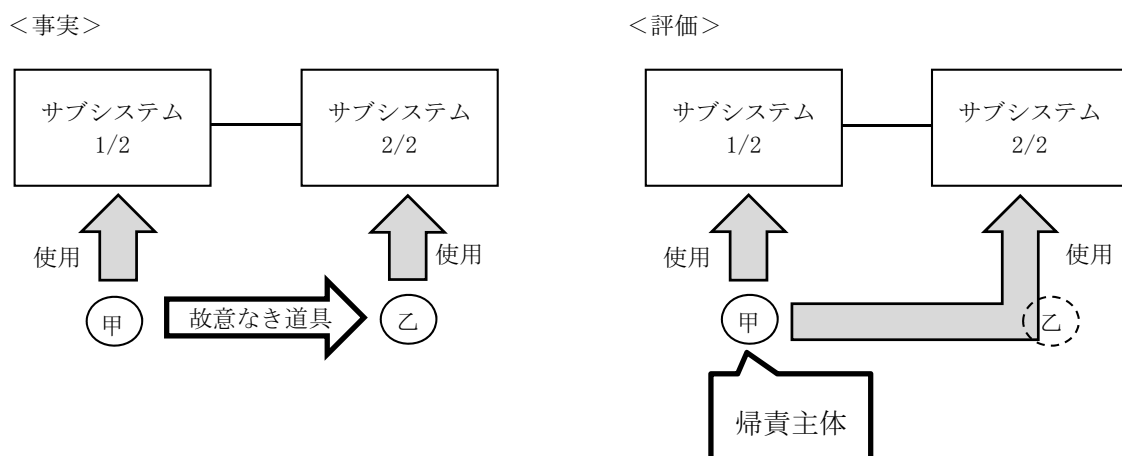 ＜事実＞
サブシステム
1/2
サブシステム
2/2
使用
使用
甲
故意なき道具
乙
＜評価＞
サブシステム
1/2
サブシステム
2/2
使用
使用
甲
乙
帰責主体